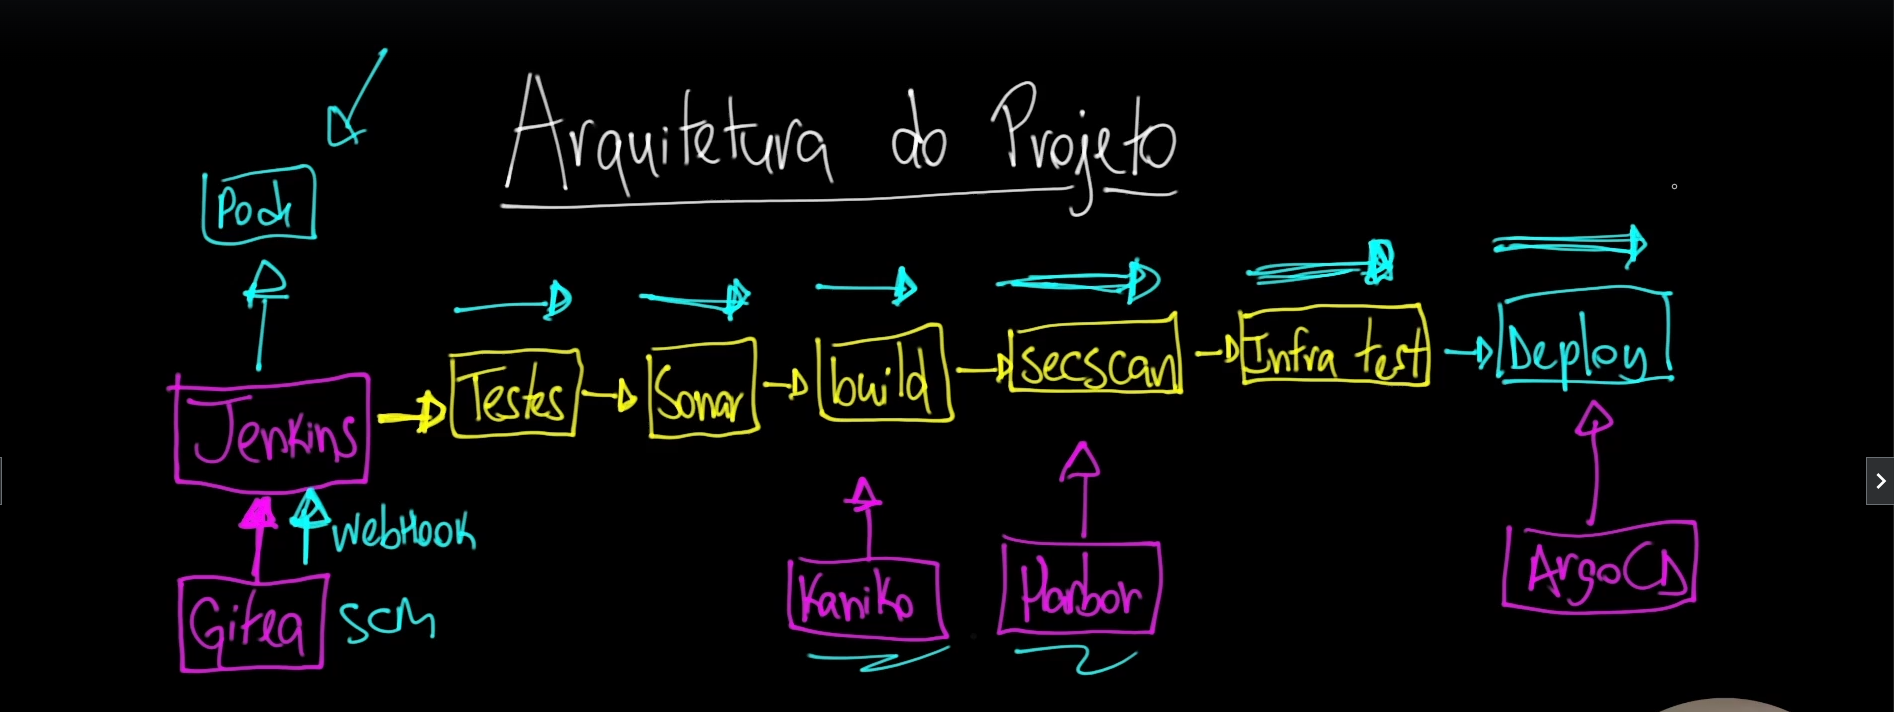 Arquitetura do Projeto
Pod
Jenkins
Testes
Sonar
build
secscan
Infra test
Deploy
WebHook
Gitea
scm
Kaniko
Harbor
ArgoCD